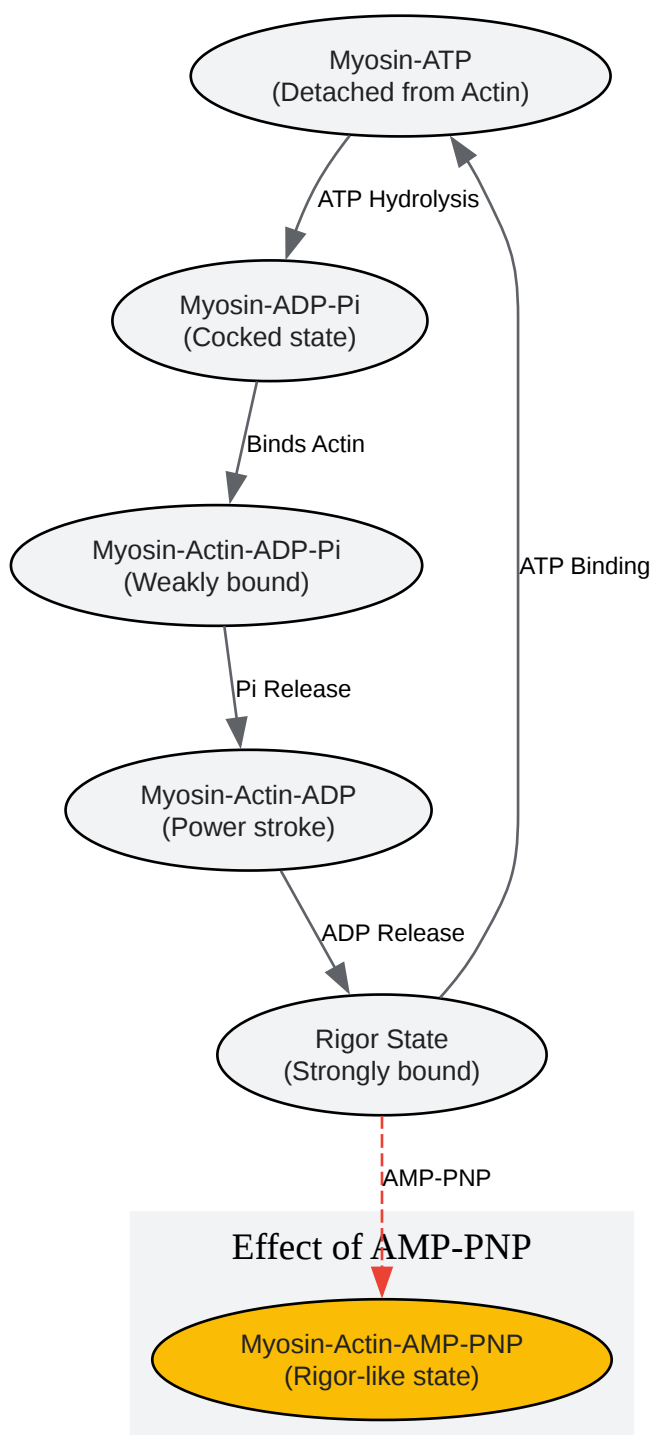 Myosin-ATP
(Detached from Actin)
ATP Hydrolysis
Myosin-ADP-Pi
(Cocked state)
Binds Actin
Myosin-Actin-ADP-Pi
(Weakly bound)
ATP Binding
Pi Release
Myosin-Actin-ADP
(Power stroke)
ADP Release
Rigor State
(Strongly bound)
AMP-PNP
Effect of AMP-PNP
Myosin-Actin-AMP-PNP
(Rigor-like state)